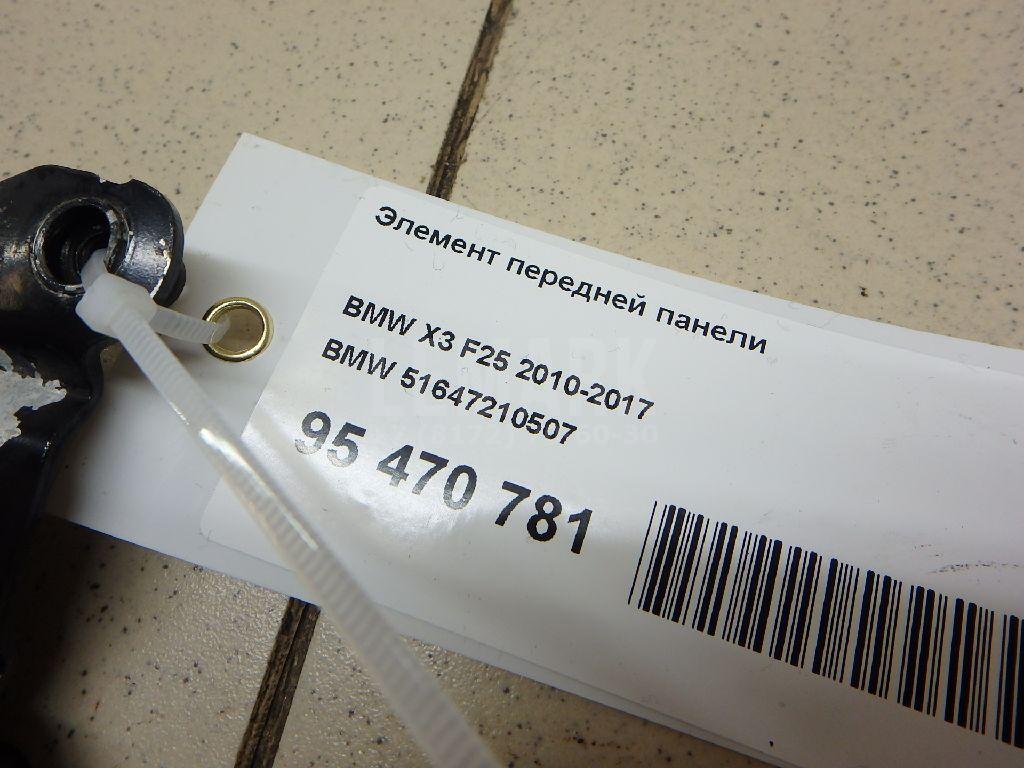 Элемент передней панели
BMW X3 F25 2010-2017
BMW 51647210507
95 470 781